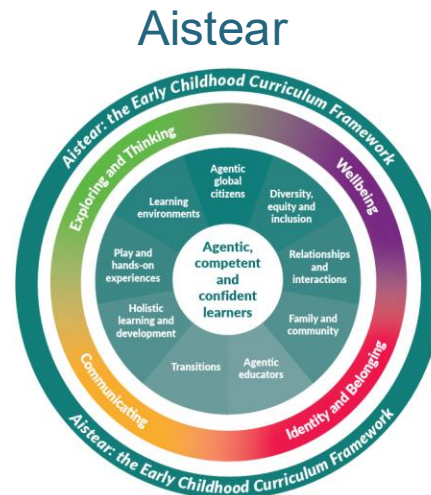 Aistear
Aistear: the Early Childhood Curriculum Framework
Exploring and Thinking
Wellbeing
Agentic
global
citizens
Diversity,
equity and
inclusion
Relationships
and
interactions
Family and
community
Agentic
educators
Transitions
Holistic
learning and
development
Play and
hands-on
experiences
Learning
environments
Agentic,
competent
and
confident
learners
Communicating
Identity and Belonging
Aistear: the Early Childhood Curriculum Framework